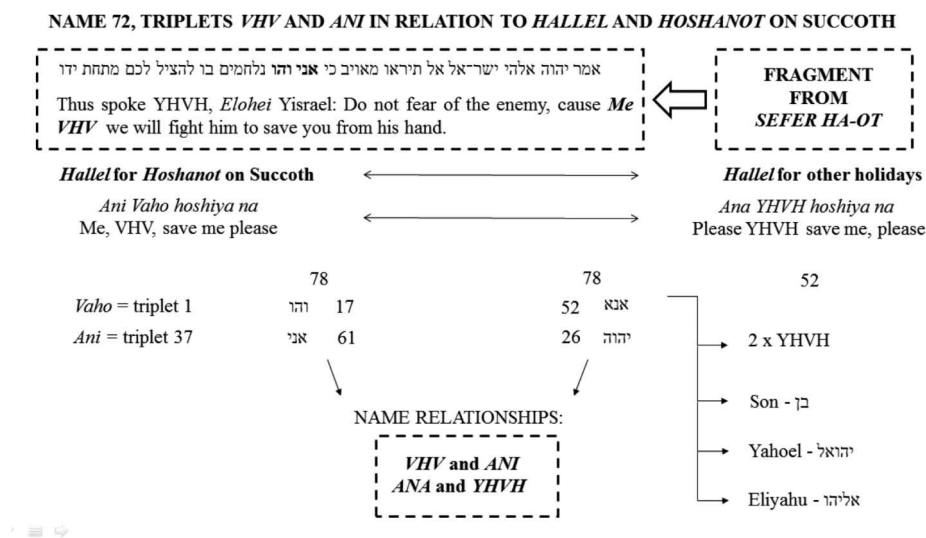 NAME 72, TRIPLETS VHV AND ANI IN RELATION TO HALLEL AND HOSHANOT ON SUCCOTH
אמר יהוה אלהי ישר־אל אל תיראו מאויב כי אני והו נלחמים בו להציל לכם מתחת ידו
Thus spoke YHVH, Elohei Yisrael: Do not fear of the enemy, cause Me
VHV we will fight him to save you from his hand.
FRAGMENT
FROM
SEFER HA-OT
Hallel for Hoshanot on Succoth
Hallel for other holidays
Ani Vaho hoshiya na
Ana YHVH hoshiya na
Me, VHV, save me please
Please YHVH save me, please
78
78
52
Vaho = triplet 1 והו 17
52 אנא
Ani = triplet 37 אני 61
26 יהוה
2 x YHVH
Son - בן
Yahoel - יהואל
Eliyahu - אליהו
NAME RELATIONSHIPS:
VHV and ANI
ANA and YHVH